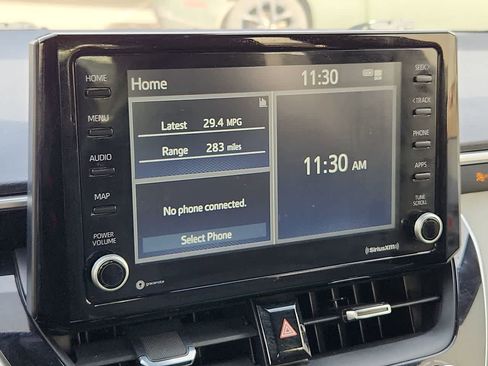 Home
11:30
HOME
MENU
AUDIO
MAP
POWER
VOLUME
Latest 29.4 MPG
Range 283 miles
No phone connected.
Select Phone
11:30 AM
SEEK>
<TRACK
PHONE
APPS
TUNE
SCROLL
gracenote
((SiriusXM))